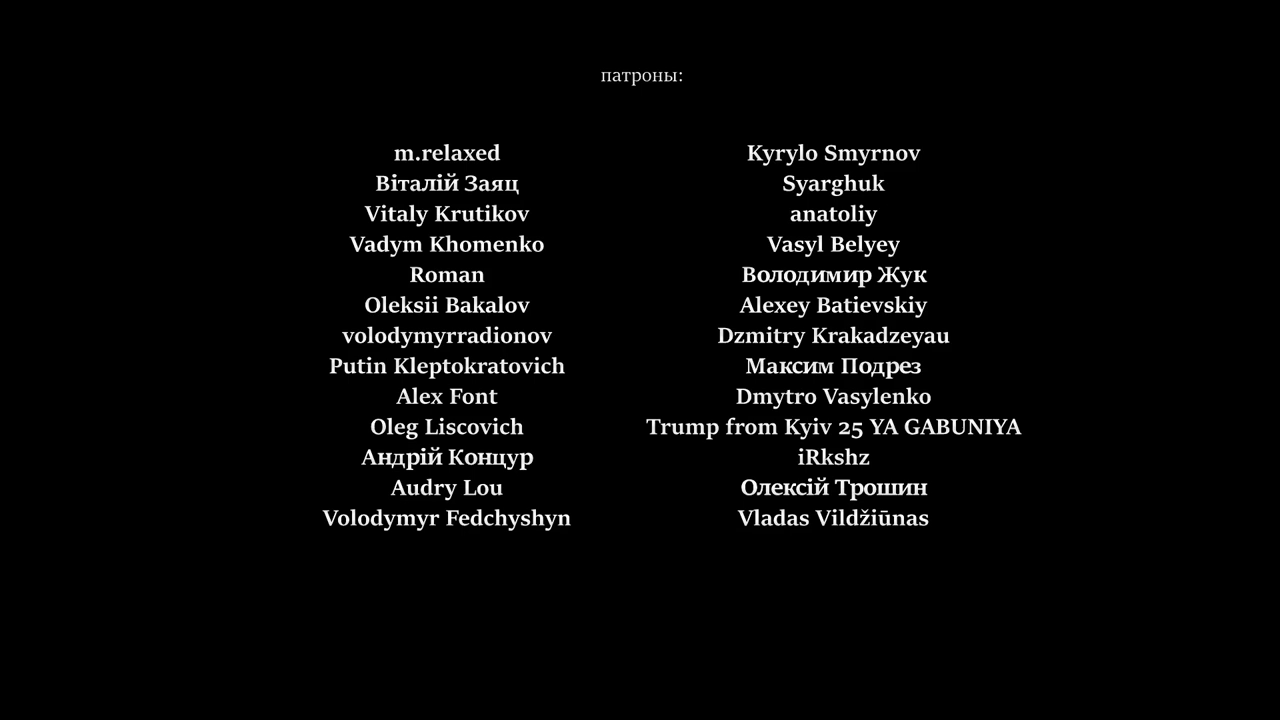 патроны:
m.relaxed
Віталій Заяц
Vitaly Krutikov
Vadym Khomenko
Roman
Oleksii Bakalov
volodymyrradionov
Putin Kleptokratovich
Alex Font
Oleg Liscovich
Андрій Концур
Audry Lou
Volodymyr Fedchyshyn
Kyrylo Smyrnov
Syarghuk
anatoliy
Vasyl Belyey
Володимир Жук
Alexey Batievskiy
Dzmitry Krakadzeyau
Максим Подрез
Dmytro Vasylenko
Trump from Kyiv 25 YA GABUNIYA
iRkshz
Олексій Трошин
Vladas Vildžiūnas